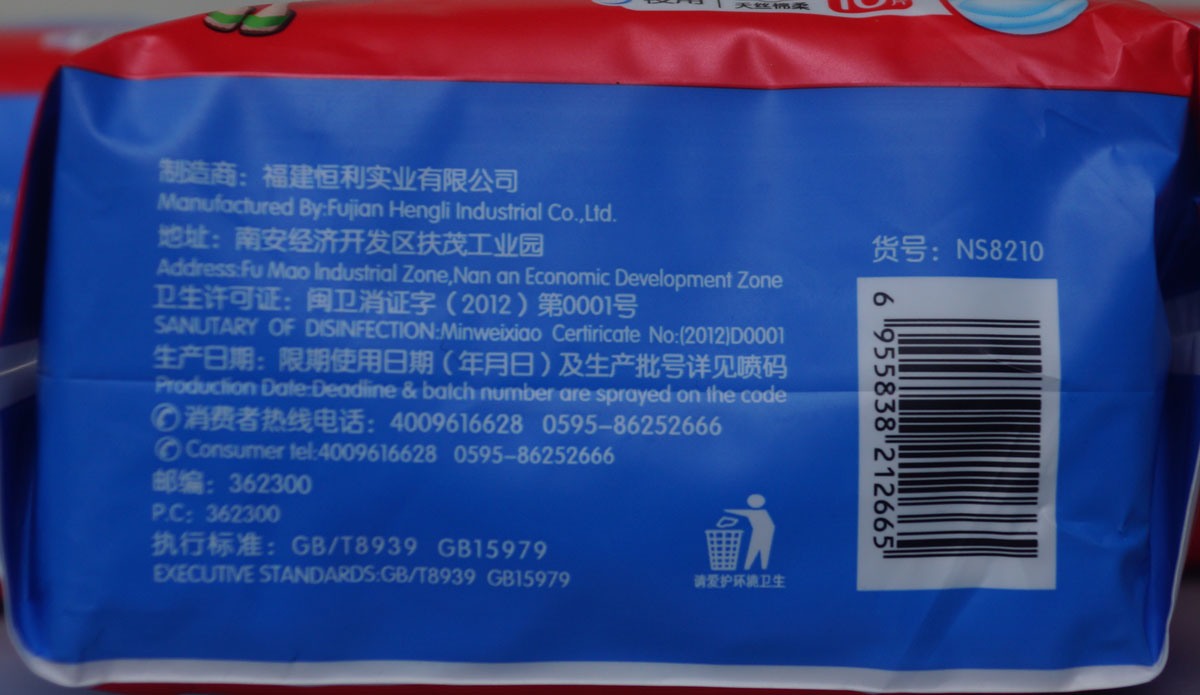 天丝棉柔
10片
制造商：福建恒利实业有限公司
Manufactured By:Fujian Hengli Industrial Co.,Ltd.
地址：南安经济开发区扶茂工业园
Address:Fu Mao Industrial Zone,Nan an Economic Development Zone
卫生许可证：闽卫消证字（2012）第0001号
SANUTARY OF DISINFECTION:Minweixiao Certiricate No:(2012)D0001
生产日期：限期使用日期（年月日）及生产批号详见喷码
Production Date:Deadline & batch number are sprayed on the code
消费者热线电话：4009616628 0595-86252666
Consumer tel:4009616628 0595-86252666
邮编：362300
P.C：362300
执行标准：GB/T8939 GB15979
EXECUTIVE STANDARDS:GB/T8939 GB15979
请爱护环境卫生
货号：NS8210
6 955838 212665